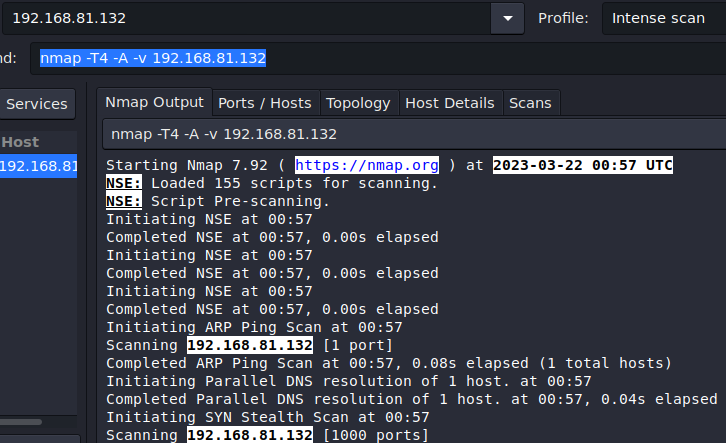 192.168.81.132 Profile: Intense scan
nd: nmap -T4 -A -v 192.168.81.132
Services Nmap Output Ports / Hosts Topology Host Details Scans
Host nmap -T4 -A -v 192.168.81.132
192.168.81
Starting Nmap 7.92 ( https://nmap.org ) at 2023-03-22 00:57 UTC
NSE: Loaded 155 scripts for scanning.
NSE: Script Pre-scanning.
Initiating NSE at 00:57
Completed NSE at 00:57, 0.00s elapsed
Initiating NSE at 00:57
Completed NSE at 00:57, 0.00s elapsed
Initiating NSE at 00:57
Completed NSE at 00:57, 0.00s elapsed
Initiating ARP Ping Scan at 00:57
Scanning 192.168.81.132 [1 port]
Completed ARP Ping Scan at 00:57, 0.08s elapsed (1 total hosts)
Initiating Parallel DNS resolution of 1 host. at 00:57
Completed Parallel DNS resolution of 1 host. at 00:57, 0.04s elapsed
Initiating SYN Stealth Scan at 00:57
Scanning 192.168.81.132 [1000 ports]